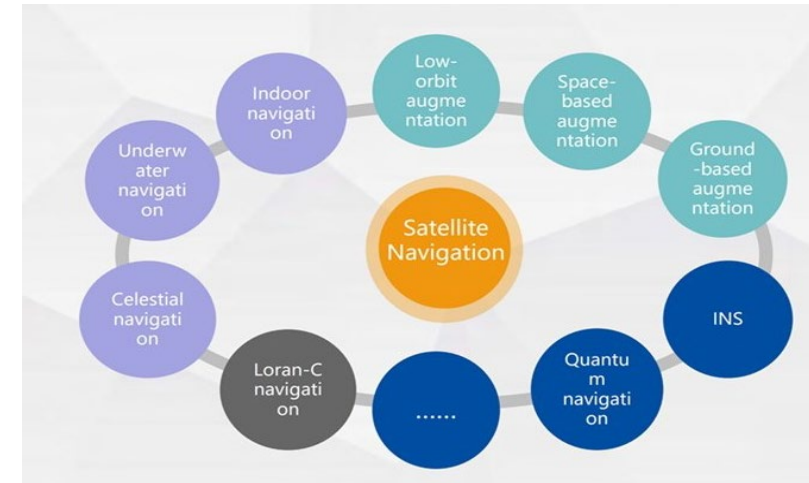 Low-
orbit
augme
ntation
Space-
based
augme
ntation
Indoor
navigati
on
Ground
-based
augme
ntation
Underw
ater
navigati
on
Satellite
Navigation
Celestial
navigati
on
INS
Loran-C
navigati
on
......
Quantu
m
navigati
on